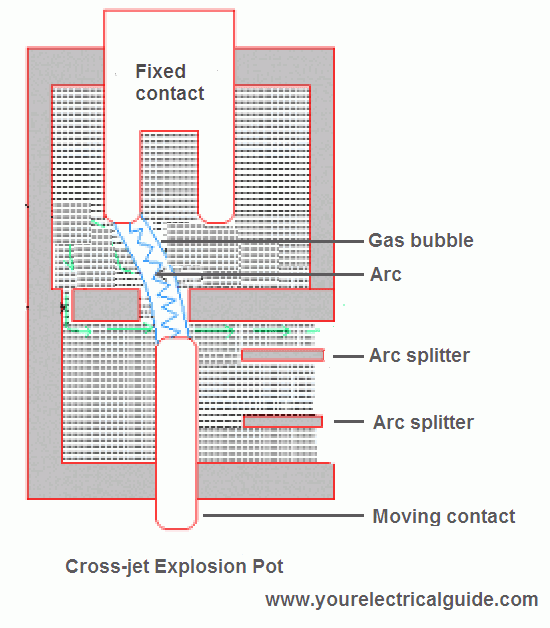 Fixed
contact
Gas bubble
Arc
Arc splitter
Arc splitter
Moving contact
Cross-jet Explosion Pot
www.yourelectricalguide.com